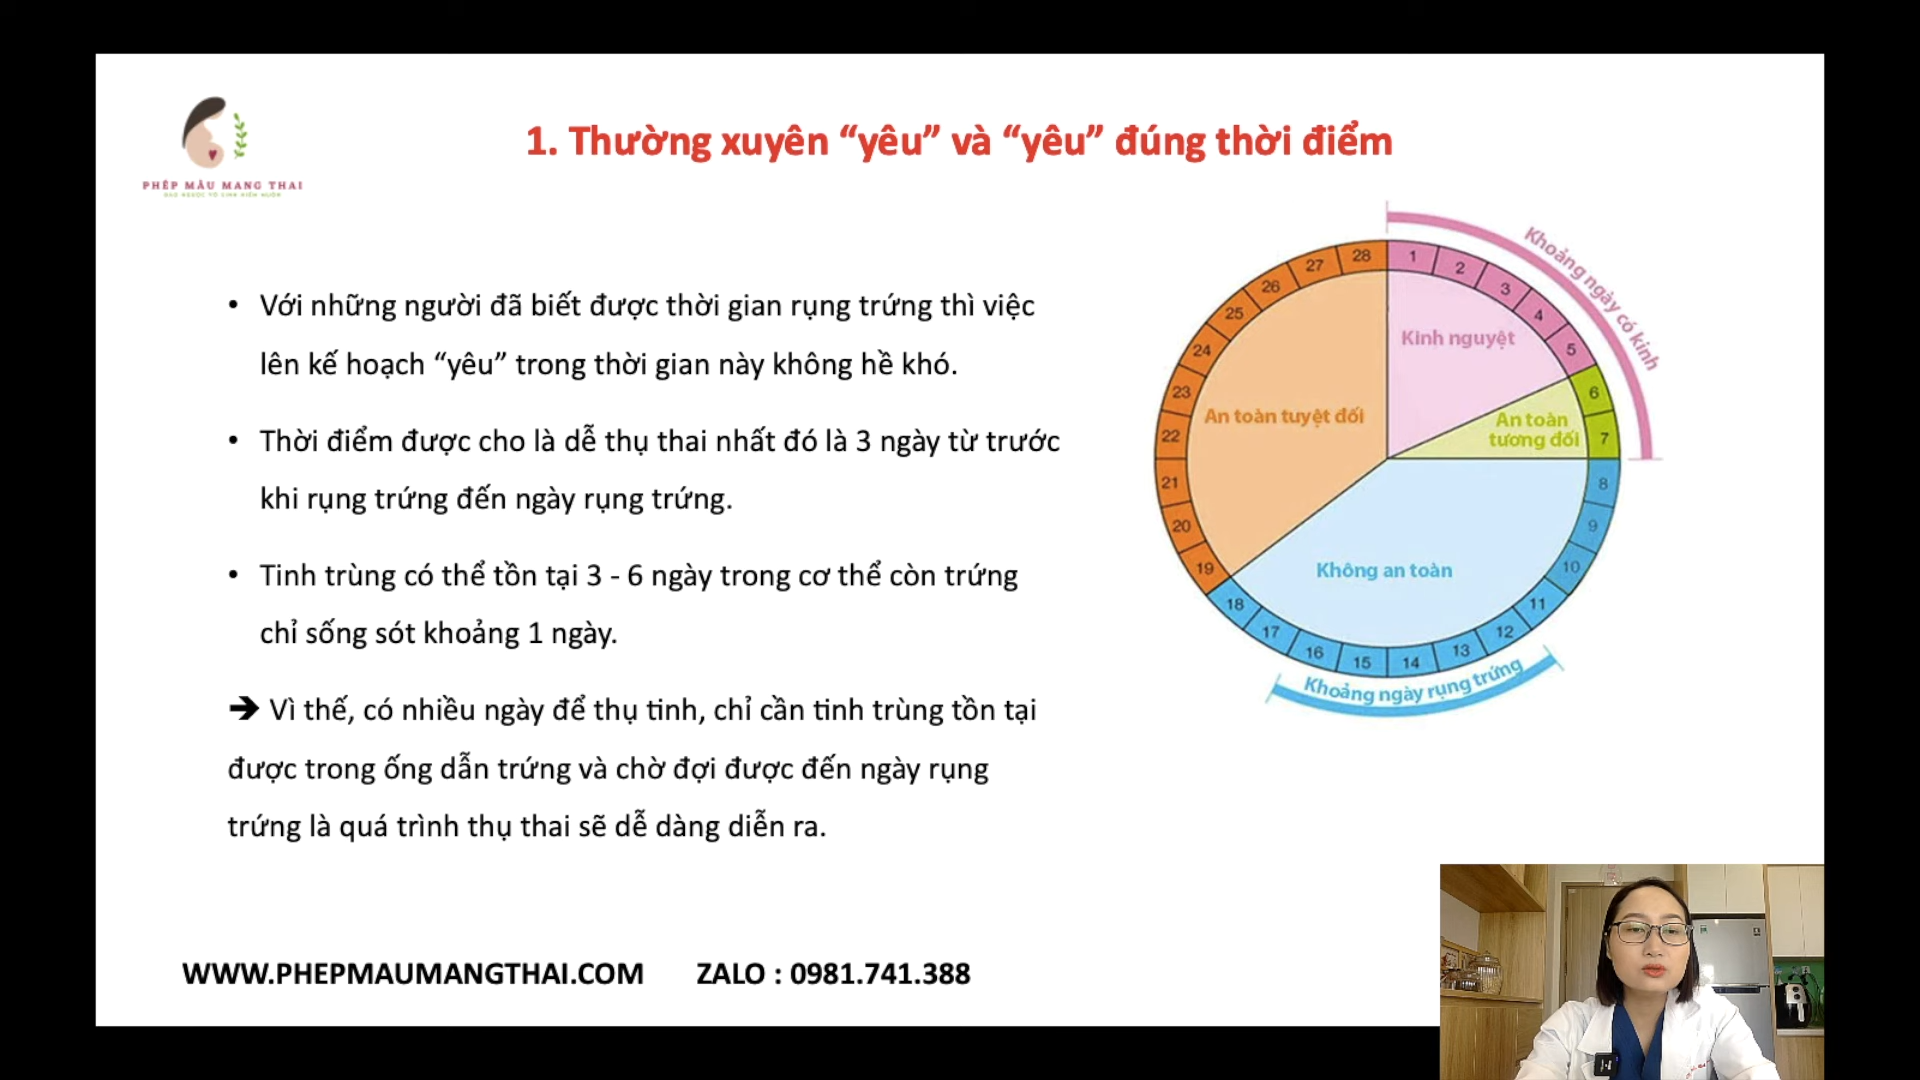 PHÉP MÀU MANG THAI
1. Thường xuyên “yêu” và “yêu” đúng thời điểm
• Với những người đã biết được thời gian rụng trứng thì việc
lên kế hoạch “yêu” trong thời gian này không hề khó.
• Thời điểm được cho là dễ thụ thai nhất đó là 3 ngày từ trước
khi rụng trứng đến ngày rụng trứng.
• Tinh trùng có thể tồn tại 3 - 6 ngày trong cơ thể còn trứng
chỉ sống sót khoảng 1 ngày.
➔ Vì thế, có nhiều ngày để thụ tinh, chỉ cần tinh trùng tồn tại
được trong ống dẫn trứng và chờ đợi được đến ngày rụng
trứng là quá trình thụ thai sẽ dễ dàng diễn ra.
Khoảng ngày có kinh
Kinh nguyệt
An toàn
tương đối
An toàn tuyệt đối
Không an toàn
Khoảng ngày rụng trứng
1
2
3
4
5
6
7
8
9
10
11
12
13
14
15
16
17
18
19
20
21
22
23
24
25
26
27
28
WWW.PHEPMAUMANGTHAI.COM ZALO : 0981.741.388